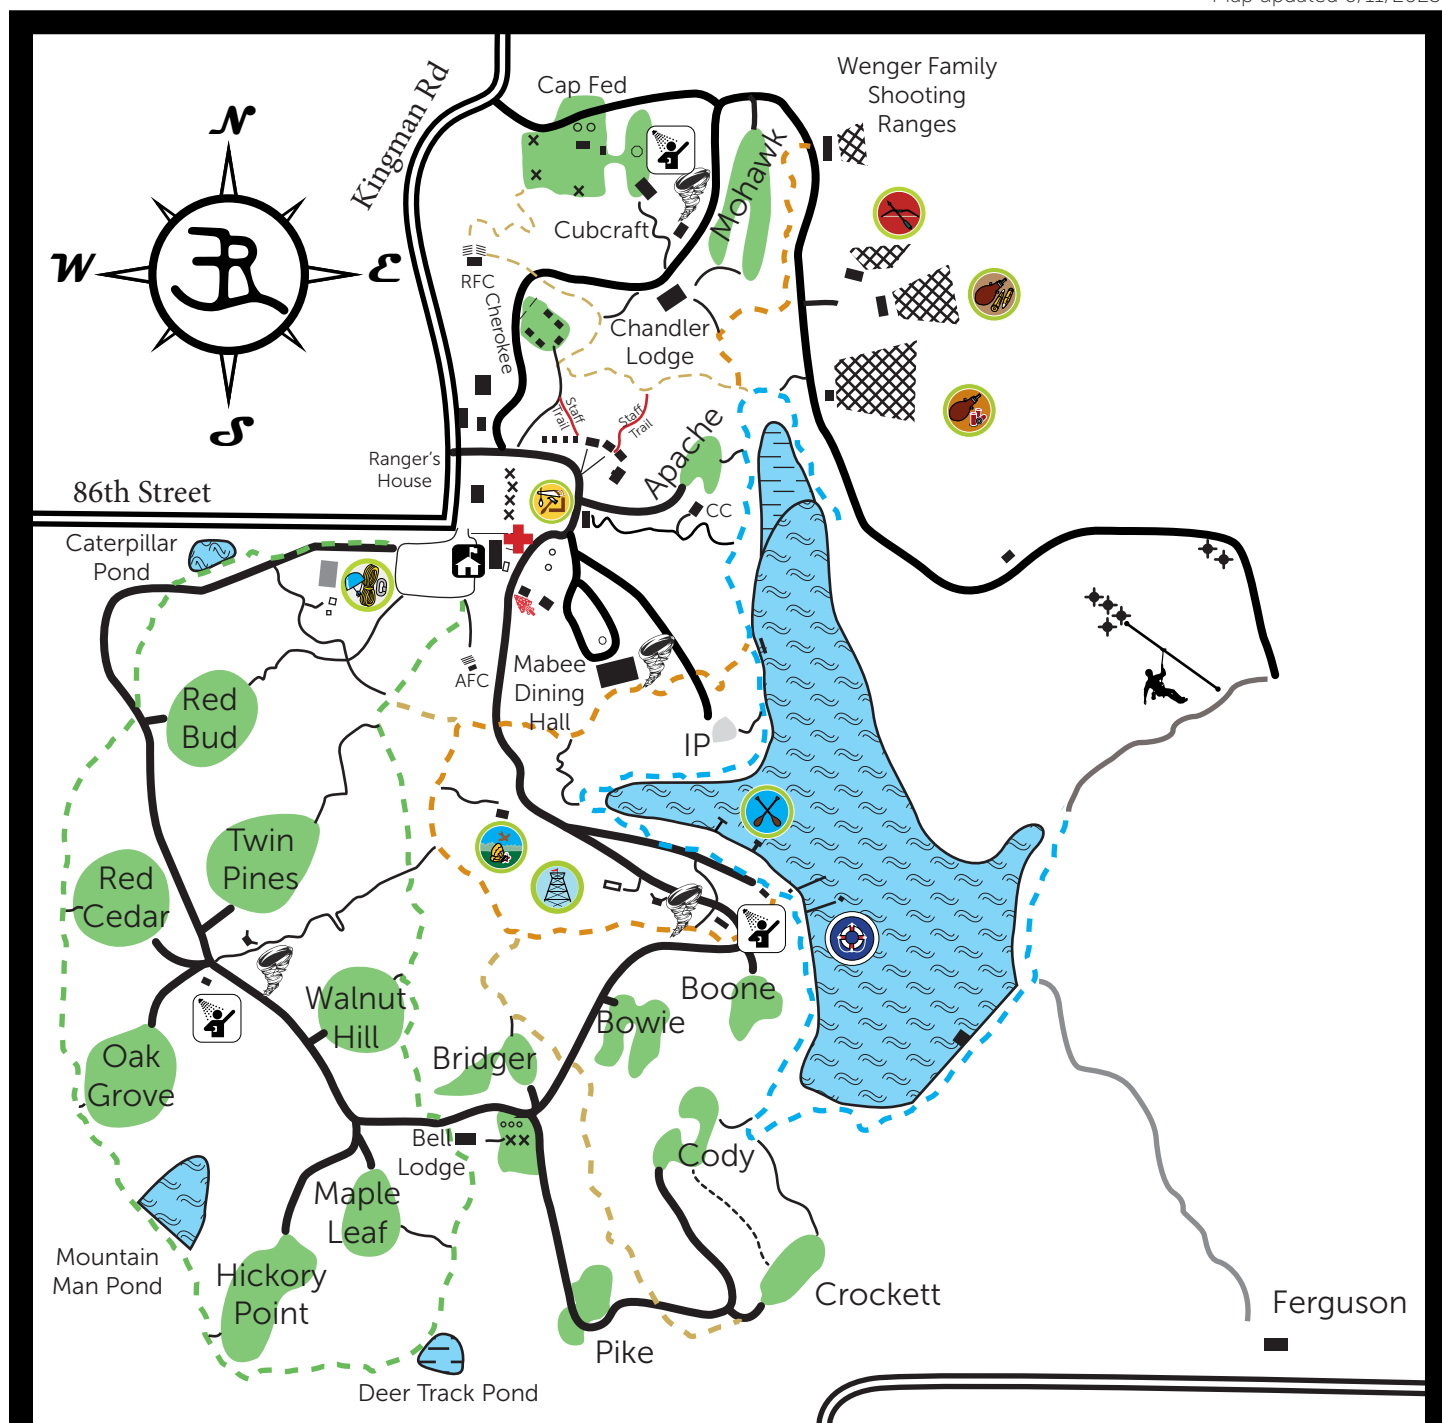 Map updated 6/11/2023
Kingman Rd
Cap Fed
Wenger Family
Shooting
Ranges
N
W
E
S
Mohawk
Cubcraft
RFC
Cherokee
Chandler
Lodge
Staff
Trail
Staff
Trail
Apache
Ranger's
House
86th Street
CC
Caterpillar
Pond
AFC
Mabee
Dining
Hall
IP
Red
Bud
Twin
Pines
Red
Cedar
Walnut
Hill
Boone
Bowie
Oak
Grove
Bridger
Bell
Lodge
Cody
Maple
Leaf
Mountain
Man Pond
Hickory
Point
Crockett
Ferguson
Pike
Deer Track Pond